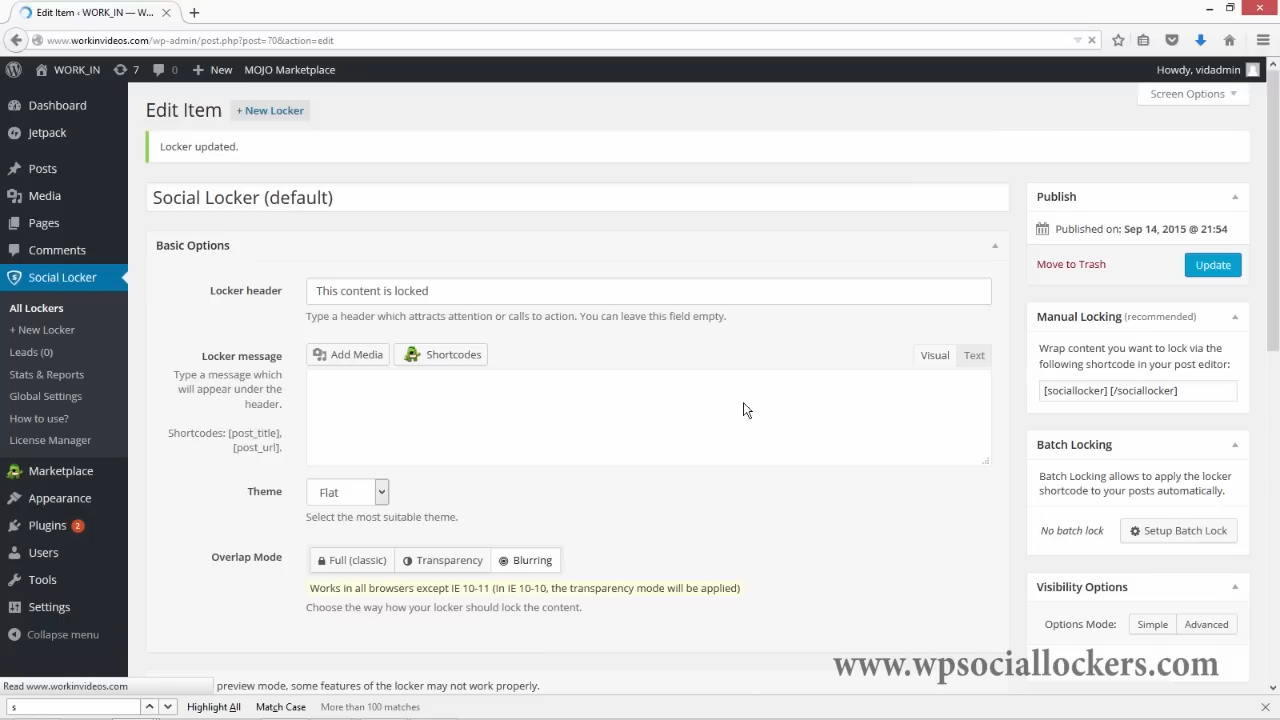 Edit Item ‹ WORK_IN — W...
www.workinvideos.com/wp-admin/post.php?post=70&action=edit
WORK_IN 7 0 New MOJO Marketplace Howdy, vidadmin
Dashboard
Jetpack
Posts
Media
Pages
Comments
Social Locker
All Lockers
+ New Locker
Leads (0)
Stats & Reports
Global Settings
How to use?
License Manager
Marketplace
Appearance
Plugins 2
Users
Tools
Settings
Collapse menu
Screen Options
Edit Item + New Locker
Locker updated.
Social Locker (default)
Basic Options
Locker header
This content is locked
Type a header which attracts attention or calls to action. You can leave this field empty.
Locker message
Type a message which
will appear under the
header.
Shortcodes: [post_title],
[post_url].
Add Media Shortcodes Visual Text
Theme
Flat
Select the most suitable theme.
Overlap Mode
Full (classic) Transparency Blurring
Works in all browsers except IE 10-11 (In IE 10-10, the transparency mode will be applied)
Choose the way how your locker should lock the content.
preview mode, some features of the locker may not work properly.
Publish
Published on: Sep 14, 2015 @ 21:54
Move to Trash Update
Manual Locking (recommended)
Wrap content you want to lock via the
following shortcode in your post editor:
[sociallocker] [/sociallocker]
Batch Locking
Batch Locking allows to apply the locker
shortcode to your posts automatically.
No batch lock Setup Batch Lock
Visibility Options
Options Mode: Simple Advanced
www.wpsociallockers.com
Read www.workinvideos.com
s Highlight All Match Case More than 100 matches